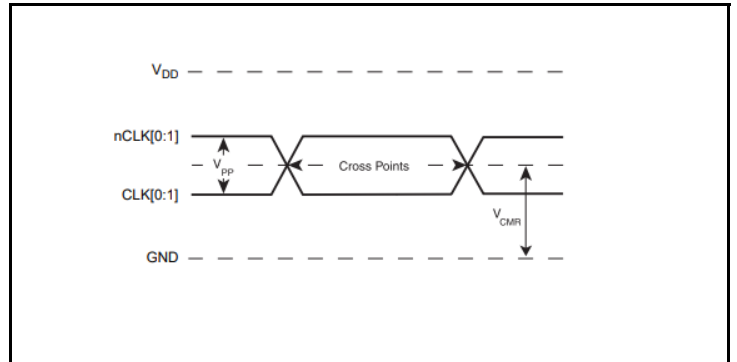 VDD
nCLK[0:1]
VPP
Cross Points
CLK[0:1]
VCMR
GND